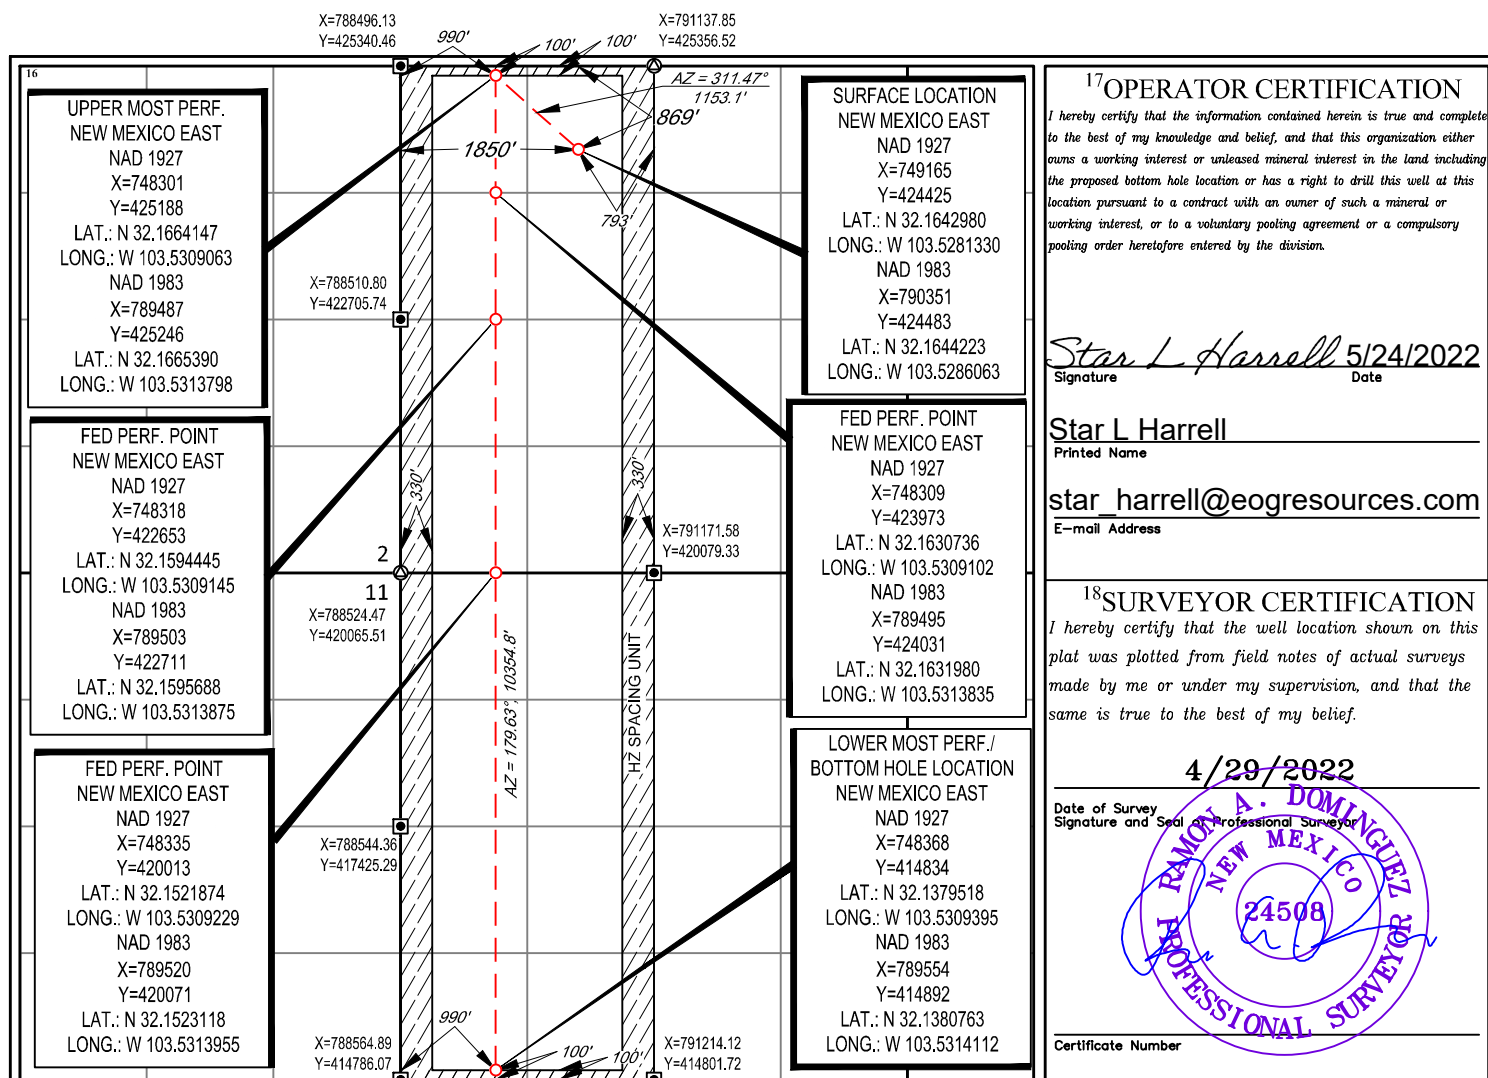 X=788496.13
Y=425340.46
990'
100'
100'
X=791137.85
Y=425356.52
16
AZ = 311.47°
1153.1'
869'
1850'
793'
UPPER MOST PERF.
NEW MEXICO EAST
NAD 1927
X=748301
Y=425188
LAT.: N 32.1664147
LONG.: W 103.5309063
NAD 1983
X=789487
Y=425246
LAT.: N 32.1665390
LONG.: W 103.5313798
SURFACE LOCATION
NEW MEXICO EAST
NAD 1927
X=749165
Y=424425
LAT.: N 32.1642980
LONG.: W 103.5281330
NAD 1983
X=790351
Y=424483
LAT.: N 32.1644223
LONG.: W 103.5286063
X=788510.80
Y=422705.74
FED PERF. POINT
NEW MEXICO EAST
NAD 1927
X=748318
Y=422653
LAT.: N 32.1594445
LONG.: W 103.5309145
NAD 1983
X=789503
Y=422711
LAT.: N 32.1595688
LONG.: W 103.5313875
FED PERF. POINT
NEW MEXICO EAST
NAD 1927
X=748309
Y=423973
LAT.: N 32.1630736
LONG.: W 103.5309102
NAD 1983
X=789495
Y=424031
LAT.: N 32.1631980
LONG.: W 103.5313835
330'
330'
X=791171.58
Y=420079.33
2
11
X=788524.47
Y=420065.51
AZ = 179.63° 10354.8'
HZ SPACING UNIT
FED PERF. POINT
NEW MEXICO EAST
NAD 1927
X=748335
Y=420013
LAT.: N 32.1521874
LONG.: W 103.5309229
NAD 1983
X=789520
Y=420071
LAT.: N 32.1523118
LONG.: W 103.5313955
LOWER MOST PERF./
BOTTOM HOLE LOCATION
NEW MEXICO EAST
NAD 1927
X=748368
Y=414834
LAT.: N 32.1379518
LONG.: W 103.5309395
NAD 1983
X=789554
Y=414892
LAT.: N 32.1380763
LONG.: W 103.5314112
X=788544.36
Y=417425.29
990'
X=788564.89
Y=414786.07
100'
100'
X=791214.12
Y=414801.72
17OPERATOR CERTIFICATION
I hereby certify that the information contained herein is true and complete
to the best of my knowledge and belief, and that this organization either
owns a working interest or unleased mineral interest in the land including
the proposed bottom hole location or has a right to drill this well at this
location pursuant to a contract with an owner of such a mineral or
working interest, or to a voluntary pooling agreement or a compulsory
pooling order heretofore entered by the division.
Star L Harrell 5/24/2022
Signature Date
Star L Harrell
Printed Name
star_harrell@eogresources.com
E-mail Address
18SURVEYOR CERTIFICATION
I hereby certify that the well location shown on this
plat was plotted from field notes of actual surveys
made by me or under my supervision, and that the
same is true to the best of my belief.
4/29/2022
Date of Survey
Signature and Seal of Professional Surveyor
RAMON A. DOMINGUEZ
NEW MEXICO
24508
PROFESSIONAL SURVEYOR
Certificate Number